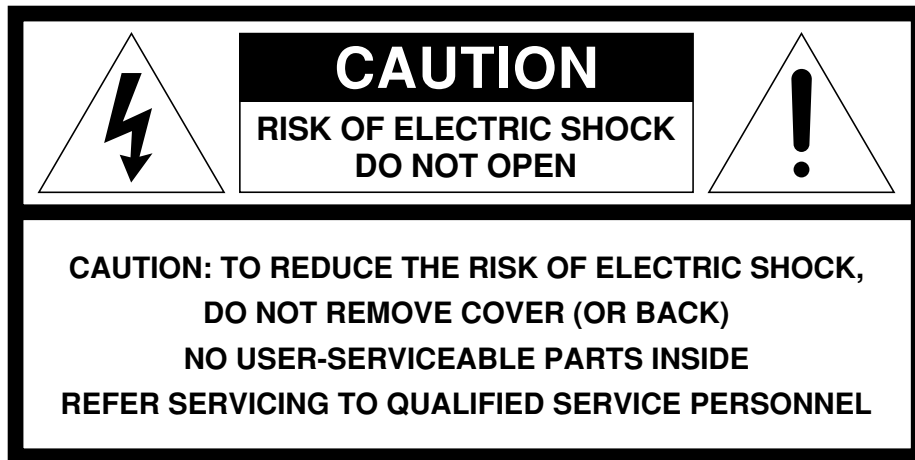 CAUTION
RISK OF ELECTRIC SHOCK
DO NOT OPEN
CAUTION: TO REDUCE THE RISK OF ELECTRIC SHOCK,
DO NOT REMOVE COVER (OR BACK)
NO USER-SERVICEABLE PARTS INSIDE
REFER SERVICING TO QUALIFIED SERVICE PERSONNEL